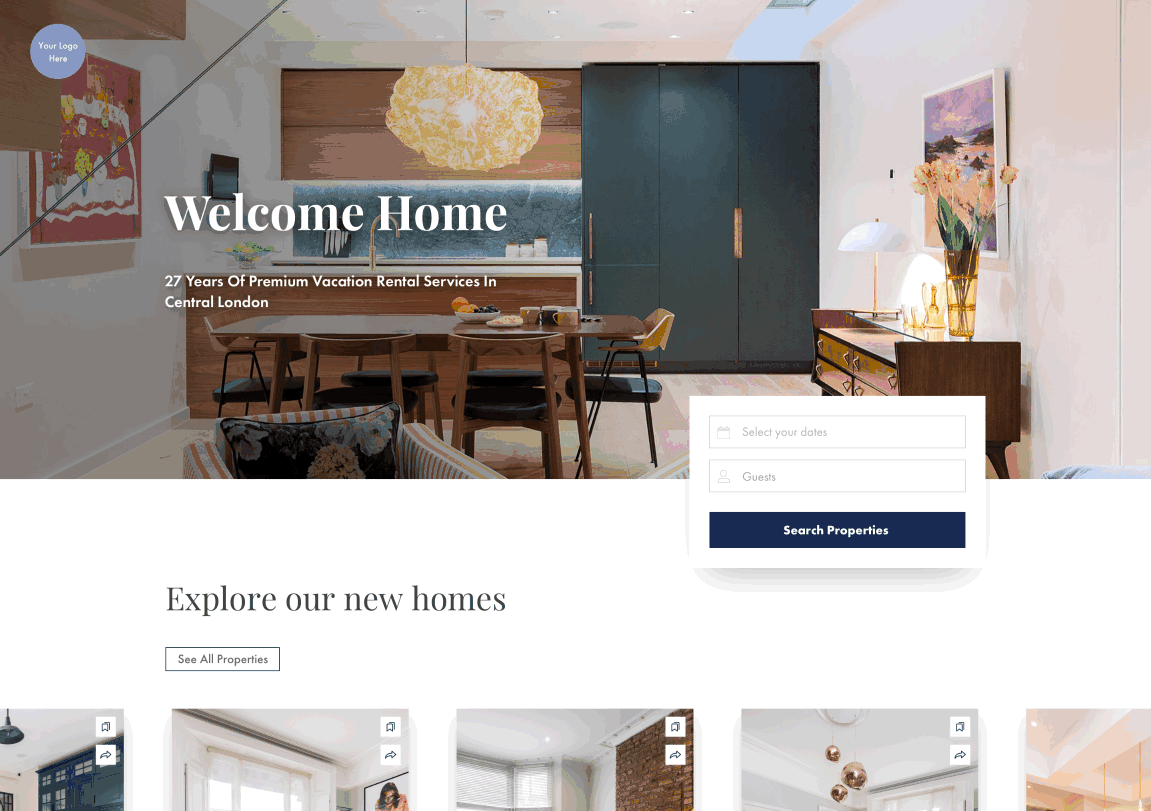 Your Logo
Here
Welcome Home
27 Years Of Premium Vacation Rental Services In
Central London
Select your dates
Guests
Search Properties
Explore our new homes
See All Properties